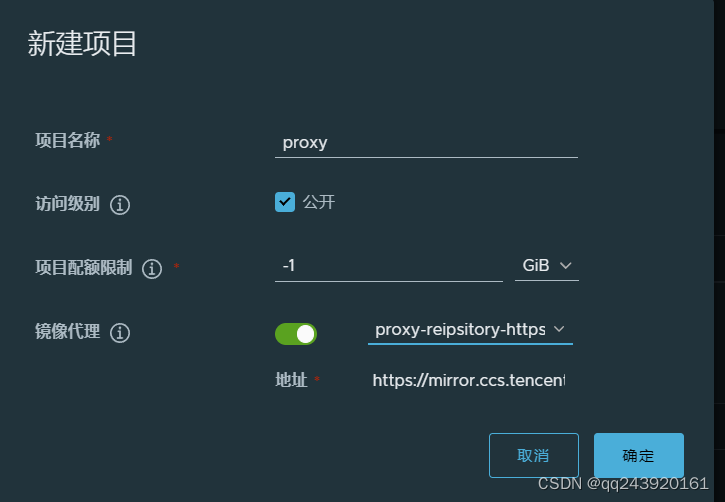 新建项目
项目名称 *
proxy
访问级别
公开
项目配额限制 *
-1 GiB
镜像代理
proxy-reipsitory-https
地址 *
https://mirror.ccs.tencent
取消 确定
CSDN @qq243920161